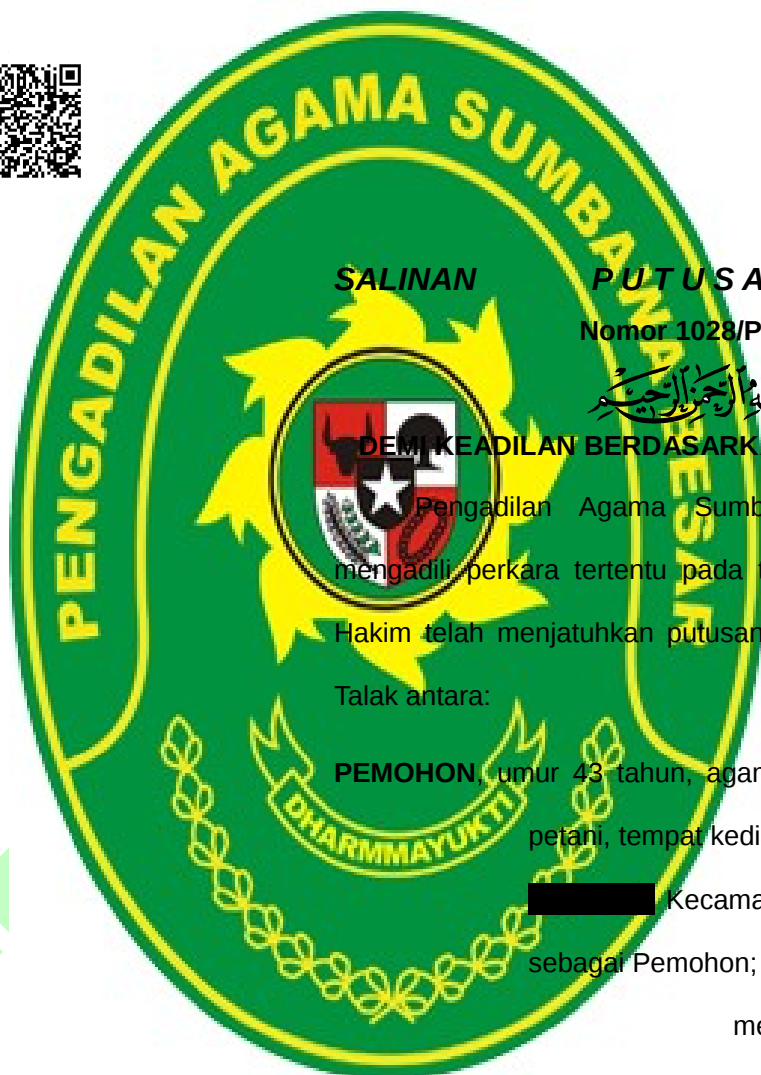 PENGADILAN AGAMA SUMBAWA BESAR
SALINAN P U T U S A
Nomor 1028/P
DEMI KEADILAN BERDASARK
Pengadilan Agama Sumb
mengadili perkara tertentu pada t
Hakim telah menjatuhkan putusan
Talak antara:
PEMOHON, umur 43 tahun, agam
petani, tempat kedi
Kecama
sebagai Pemohon;
me
DHARMMAYUKTI